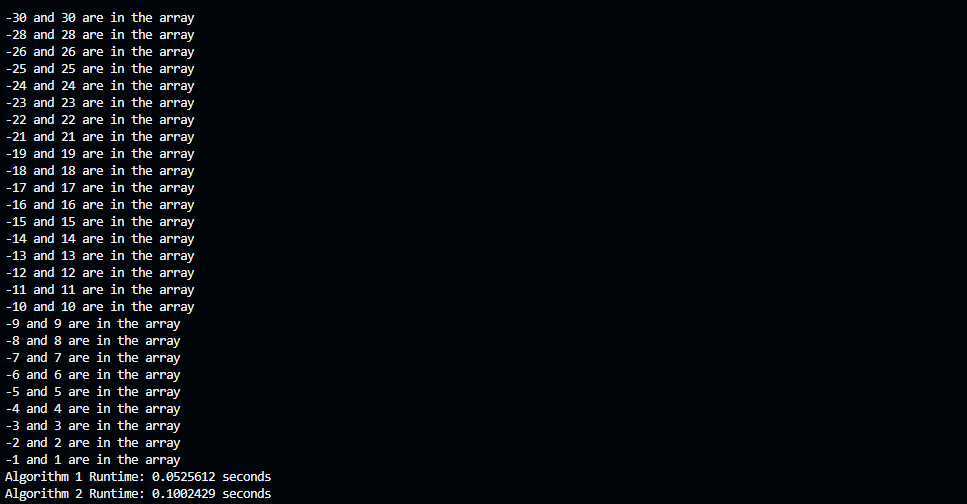 -30 and 30 are in the array
-28 and 28 are in the array
-26 and 26 are in the array
-25 and 25 are in the array
-24 and 24 are in the array
-23 and 23 are in the array
-22 and 22 are in the array
-21 and 21 are in the array
-19 and 19 are in the array
-18 and 18 are in the array
-17 and 17 are in the array
-16 and 16 are in the array
-15 and 15 are in the array
-14 and 14 are in the array
-13 and 13 are in the array
-12 and 12 are in the array
-11 and 11 are in the array
-10 and 10 are in the array
-9 and 9 are in the array
-8 and 8 are in the array
-7 and 7 are in the array
-6 and 6 are in the array
-5 and 5 are in the array
-4 and 4 are in the array
-3 and 3 are in the array
-2 and 2 are in the array
-1 and 1 are in the array
Algorithm 1 Runtime: 0.0525612 seconds
Algorithm 2 Runtime: 0.1002429 seconds